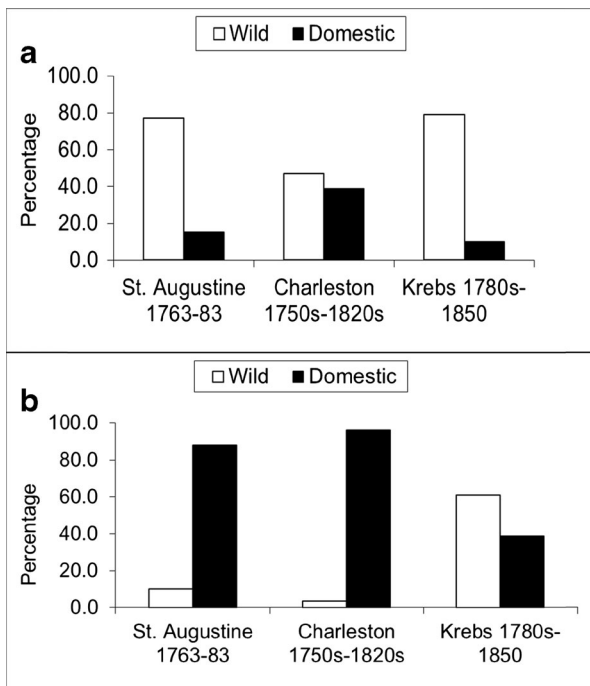 Wild Domestic
a
100.0
80.0
60.0
40.0
20.0
0.0
Percentage
St. Augustine
1763-83
Charleston
1750s-1820s
Krebs 1780s-
1850
Wild Domestic
b
100.0
80.0
60.0
40.0
20.0
0.0
Percentage
St. Augustine
1763-83
Charleston
1750s-1820s
Krebs 1780s-
1850